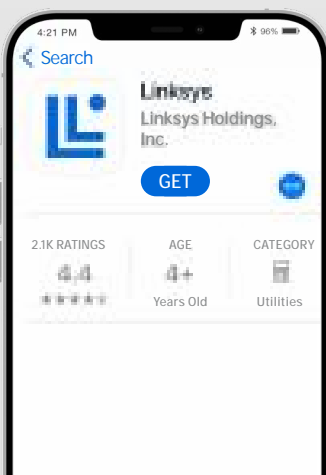 4:21 PM
96%
Search
Linksys
Linksys Holdings,
Inc.
GET
2.1K RATINGS
AGE
CATEGORY
4.4
4+
Years Old
Utilities